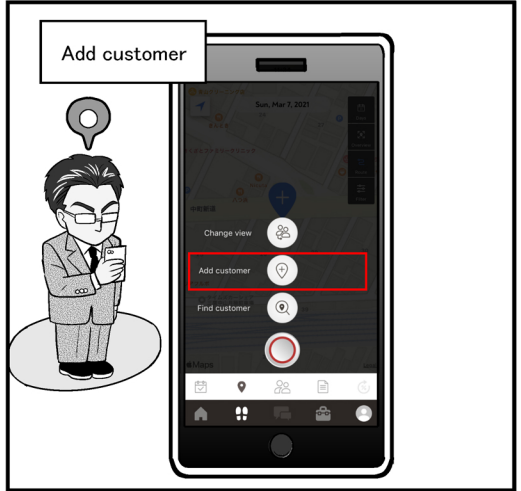 Add customer
Sun, Mar 7, 2021
Change view
Add customer
Find customer
Maps